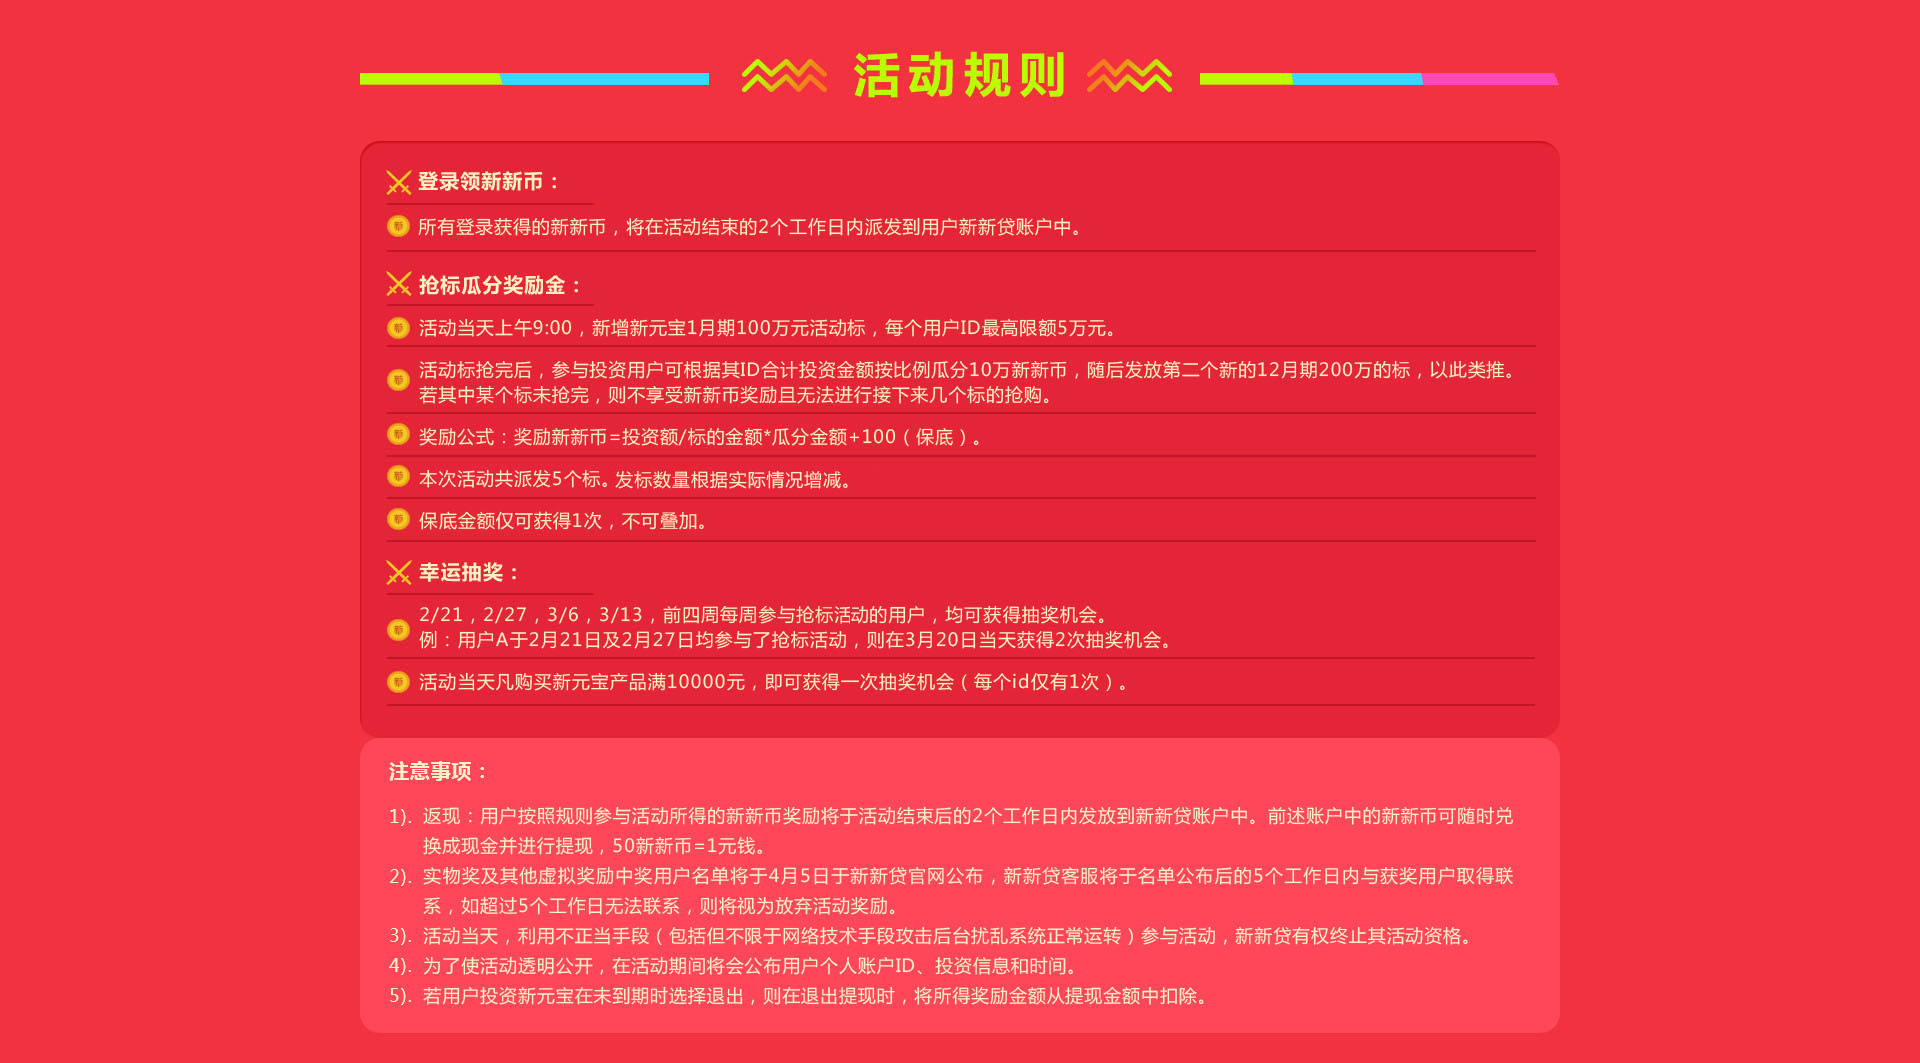 活动规则
登录领新新币：
所有登录获得的新新币，将在活动结束的2个工作日内派发到用户新新贷账户中。
抢标瓜分奖励金：
活动当天上午9:00，新增新元宝1月期100万元活动标，每个用户ID最高限额5万元。
活动标抢完后，参与投资用户可根据其ID合计投资金额按比例瓜分10万新新币，随后发放第二个新的12月期200万的标，以此类推。
若其中某个标未抢完，则不享受新新币奖励且无法进行接下来几个标的抢购。
奖励公式：奖励新新币=投资额/标的金额*瓜分金额+100（保底）。
本次活动共派发5个标。发标数量根据实际情况增减。
保底金额仅可获得1次，不可叠加。
幸运抽奖：
2/21，2/27，3/6，3/13，前四周每周参与抢标活动的用户，均可获得抽奖机会。
例：用户A于2月21日及2月27日均参与了抢标活动，则在3月20日当天获得2次抽奖机会。
活动当天凡购买新元宝产品满10000元，即可获得一次抽奖机会（每个id仅有1次）。
注意事项：
1). 返现：用户按照规则参与活动所得的新新币奖励将于活动结束后的2个工作日内发放到新新贷账户中。前述账户中的新新币可随时兑
换成现金并进行提现，50新新币=1元钱。
2). 实物奖及其他虚拟奖励中奖用户名单将于4月5日于新新贷官网公布，新新贷客服将于名单公布后的5个工作日内与获奖用户取得联
系，如超过5个工作日无法联系，则将视为放弃活动奖励。
3). 活动当天，利用不正当手段（包括但不限于网络技术手段攻击后台扰乱系统正常运转）参与活动，新新贷有权终止其活动资格。
4). 为了使活动透明公开，在活动期间将会公布用户个人账户ID、投资信息和时间。
5). 若用户投资新元宝在未到期时选择退出，则在退出提现时，将所得奖励金额从提现金额中扣除。